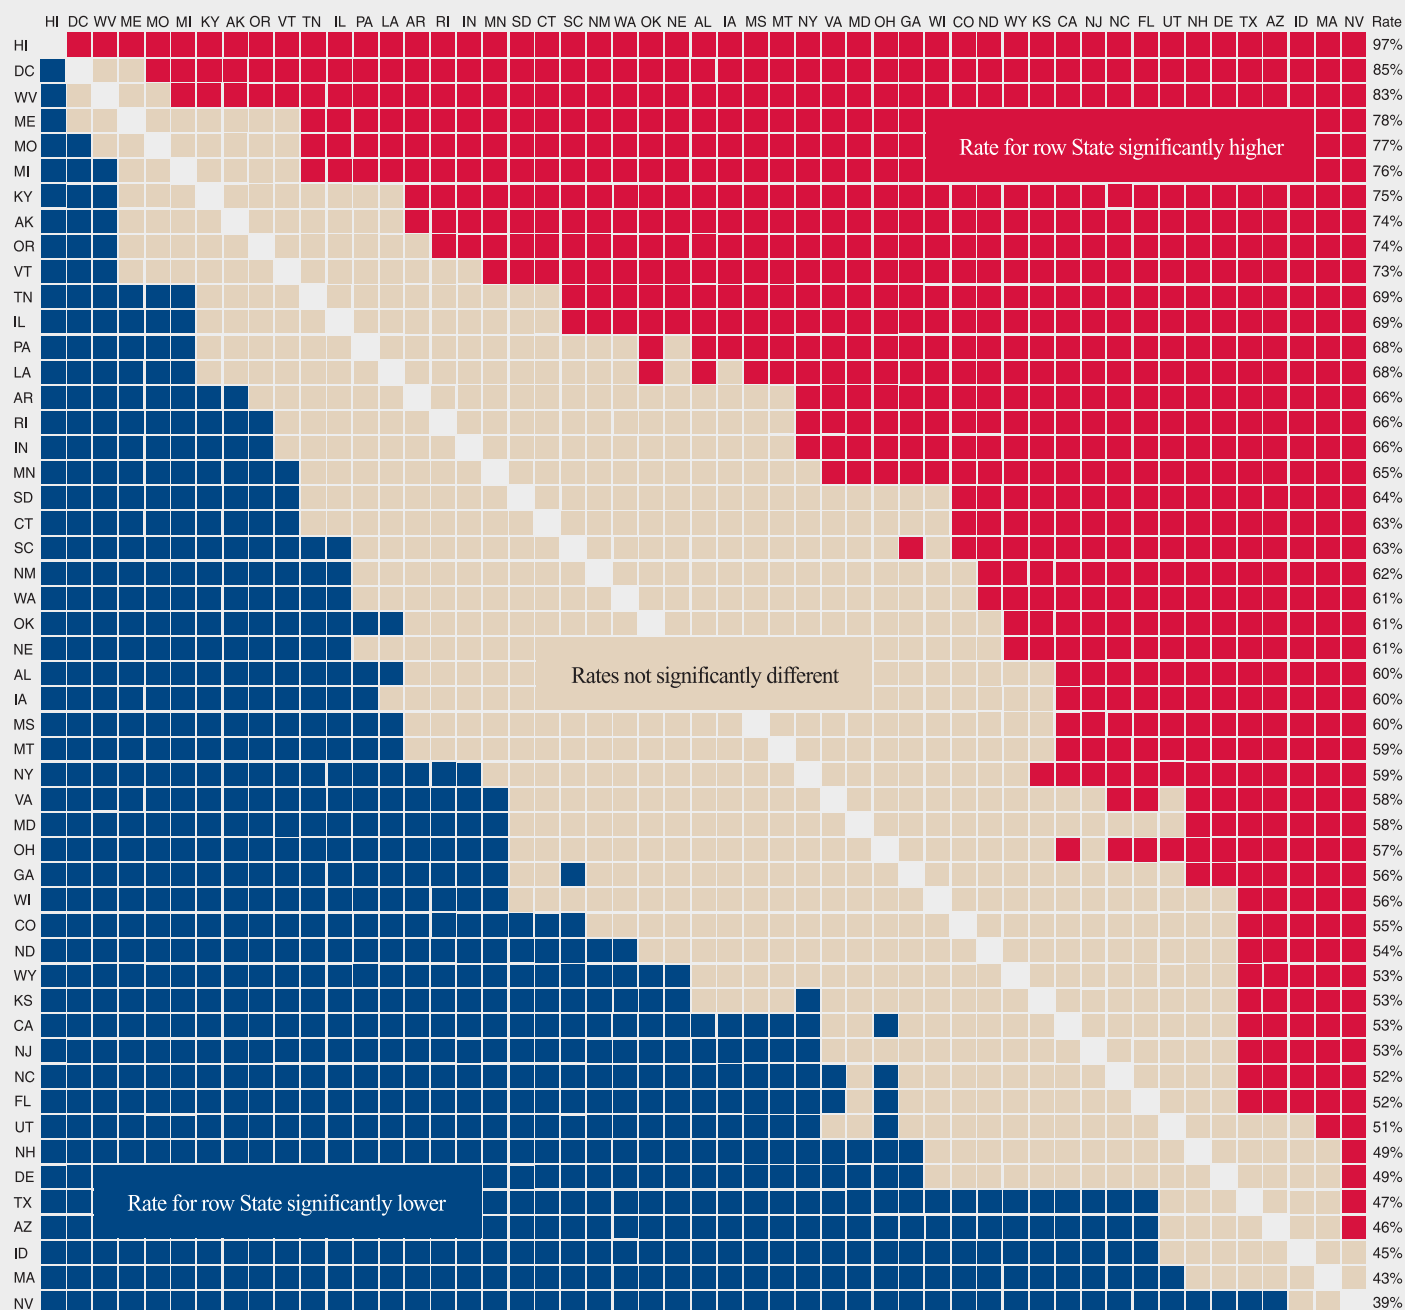 HI DC WV ME MO MI KY AK OR VT TN IL PA LA AR RI IN MN SD CT SC NM WA OK NE AL IA MS MT NY VA MD OH GA WI CO ND WY KS CA NJ NC FL UT NH DE TX AZ ID MA NV Rate
HI 97%
DC 85%
WV 83%
ME 78%
MO Rate for row State significantly higher 77%
MI 76%
KY 75%
AK 74%
OR 74%
VT 73%
TN 69%
IL 69%
PA 68%
LA 68%
AR 66%
RI 66%
IN 66%
MN 65%
SD 64%
CT 63%
SC 63%
NM 62%
WA 61%
OK 61%
NE 61%
AL Rates not significantly different 60%
IA 60%
MS 60%
MT 59%
NY 59%
VA 58%
MD 58%
OH 57%
GA 56%
WI 56%
CO 55%
ND 54%
WY 53%
KS 53%
CA 53%
NJ 53%
NC 52%
FL 52%
UT 51%
NH 49%
DE 49%
TX Rate for row State significantly lower 47%
AZ 46%
ID 45%
MA 43%
NV 39%